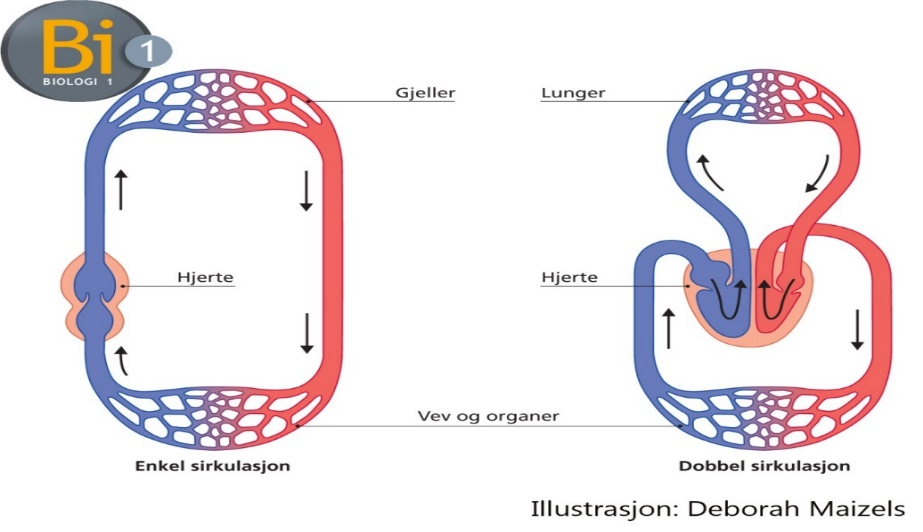 Bi 1
BIOLOGI 1
Gjeller
Lunger
Hjerte
Hjerte
Vev og organer
Enkel sirkulasjon
Dobbel sirkulasjon
Illustrasjon: Deborah Maizels